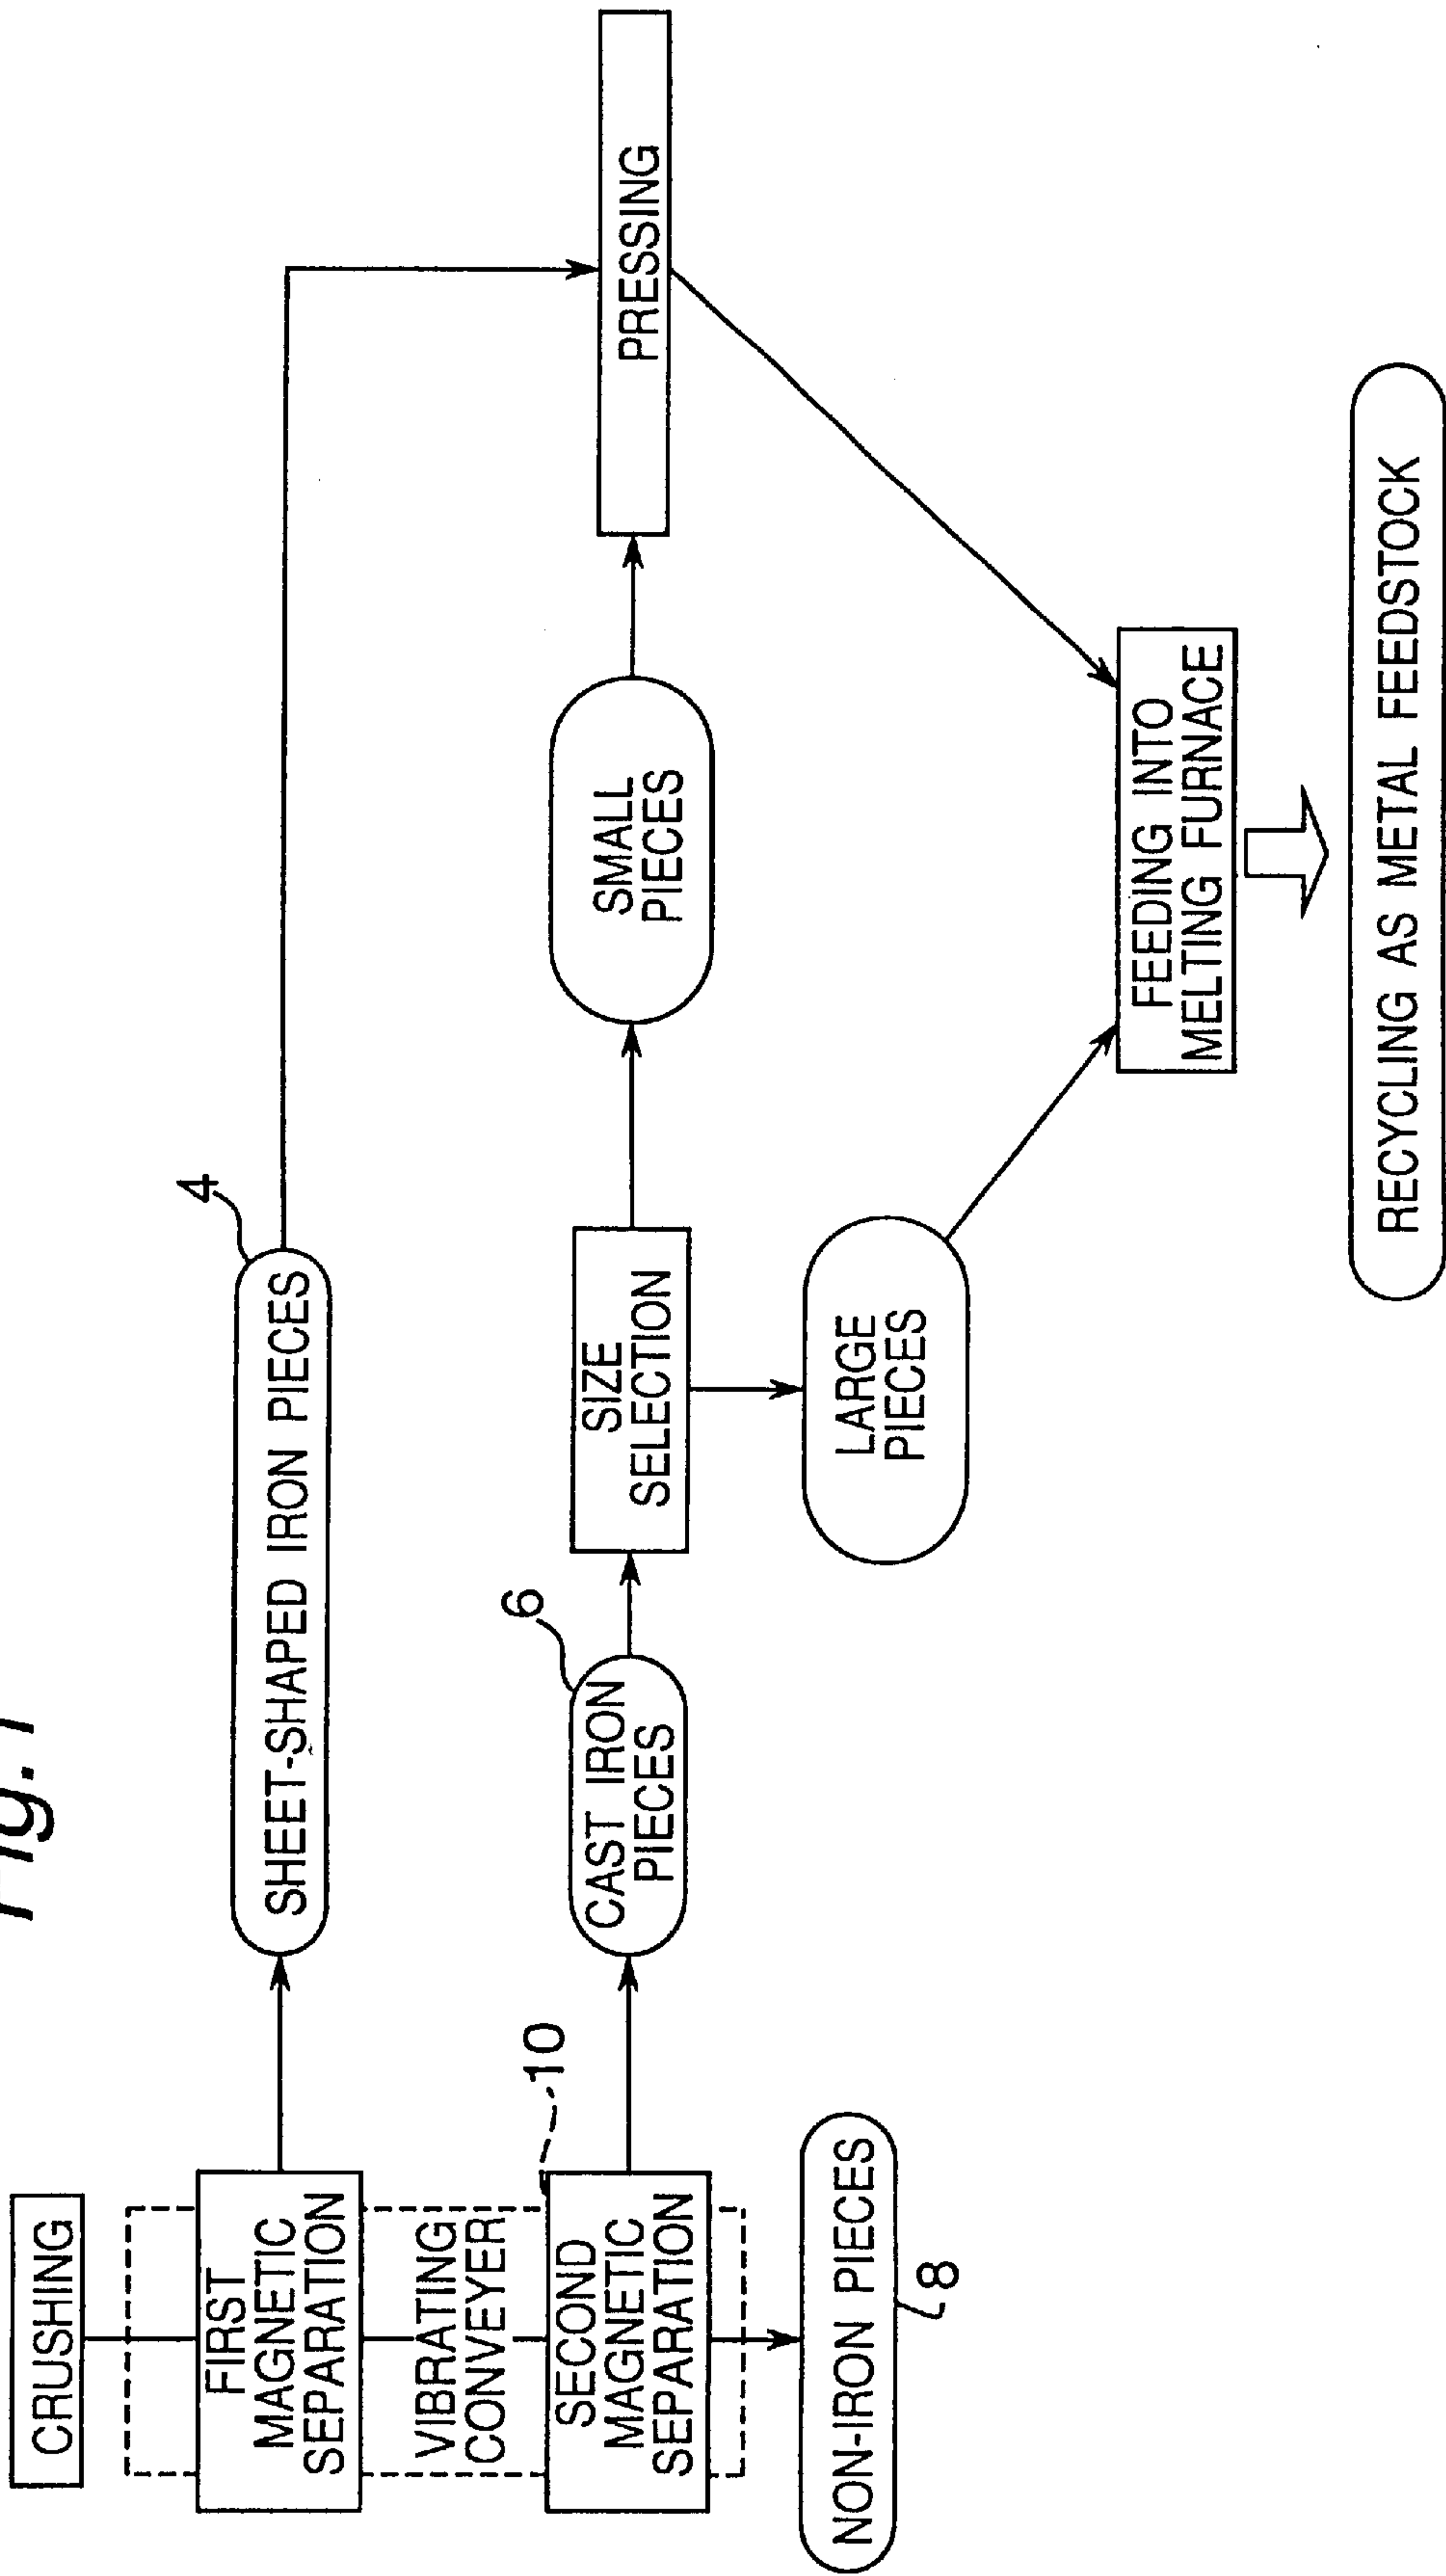 Fig.1
CRUSHING
FIRST
MAGNETIC
SEPARATION
4
SHEET-SHAPED IRON PIECES
VIBRATING
CONVEYER
10
SECOND
MAGNETIC
SEPARATION
6
CAST IRON
PIECES
SIZE
SELECTION
SMALL
PIECES
PRESSING
NON-IRON PIECES
8
LARGE
PIECES
FEEDING INTO
MELTING FURNACE
RECYCLING AS METAL FEEDSTOCK